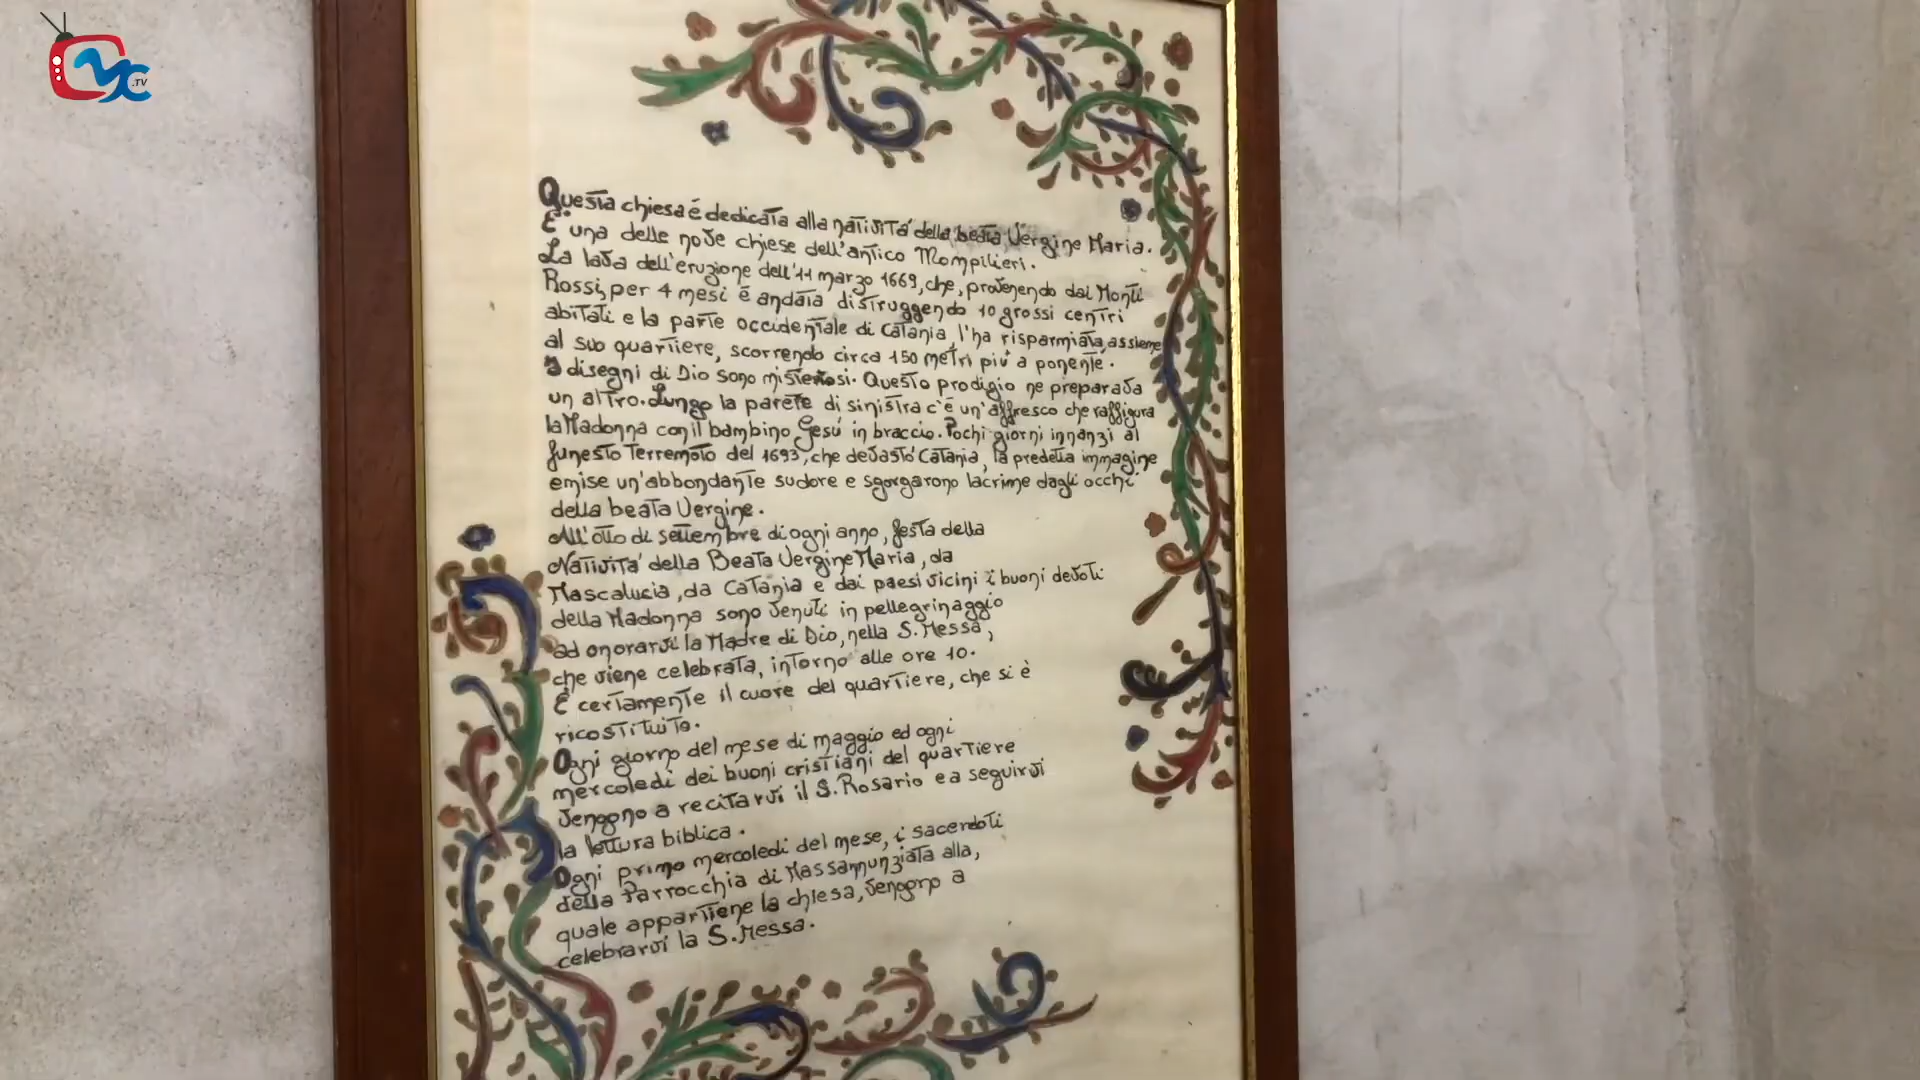 .TV
Questa chiesa é dedicata alla natività della beata Vergine Maria.
E' una delle nove chiese dell'antico Mompilieri.
La lava dell'eruzione dell'11 marzo 1669, che, provenendo dai Monti
Rossi, per 4 mesi é andata distruggendo 10 grossi centri
abitati e la parte occidentale di Catania, l'ha risparmiata, assieme
al suo quartiere, scorrendo circa 150 metri più a ponente.
I disegni di Dio sono misteriosi. Questo prodigio ne preparava
un altro. Lungo la parete di sinistra c'é un'affresco che raffigura
la Madonna con il bambino Gesú in braccio. Pochi giorni innanzi al
funesto terremoto del 1693, che devastó Catania, la predetta immagine
emise un'abbondante sudore e sgorgarono lacrime dagli occhi
della beata Vergine.
All'otto di settembre di ogni anno, festa della
Natività della Beata Vergine Maria, da
Mascalucia, da Catania e dai paesi vicini i buoni devoti
della Madonna sono venuti in pellegrinaggio
ad onorarvi la Madre di Dio, nella S. Messa,
che viene celebrata, intorno alle ore 10.
É certamente il cuore del quartiere, che si è
ricostituito.
Ogni giorno del mese di maggio ed ogni
mercoledi dei buoni cristiani del quartiere
vengono a recitarvi il S. Rosario e a seguirvi
la lettura biblica.
Ogni primo mercoledi del mese, i sacerdoti
della Parrocchia di Massannunziata alla,
quale appartiene la chiesa, vengono a
celebrarvi la S. Messa.